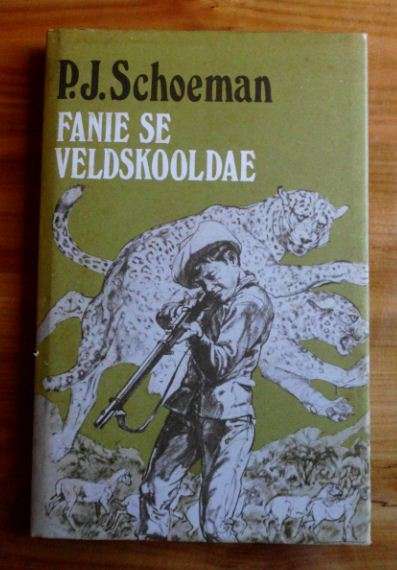 P.J. Schoeman
FANIE SE
VELDSKOOLDAE